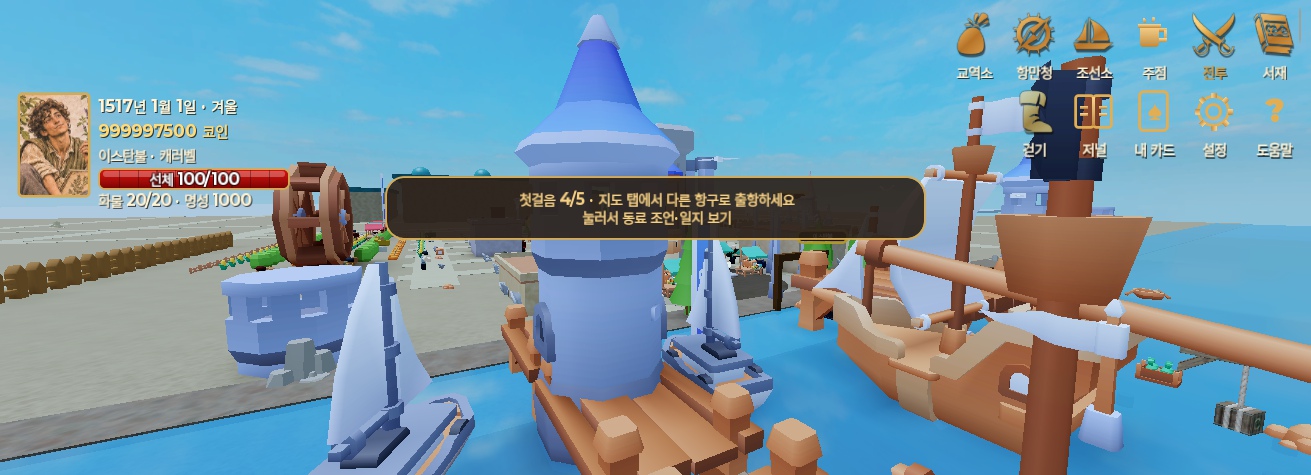 교역소
항만청
조선소
주점
전투
서재
걷기
저널
내 카드
설정
?
도움말
1517년 1월 1일 · 겨울
999997500 코인
이스탄불 · 캐러벨
선체 100/100
화물 20/20 · 명성 1000
첫걸음 4/5 · 지도 탭에서 다른 항구로 출항하세요
눌러서 동료 조언·일지 보기